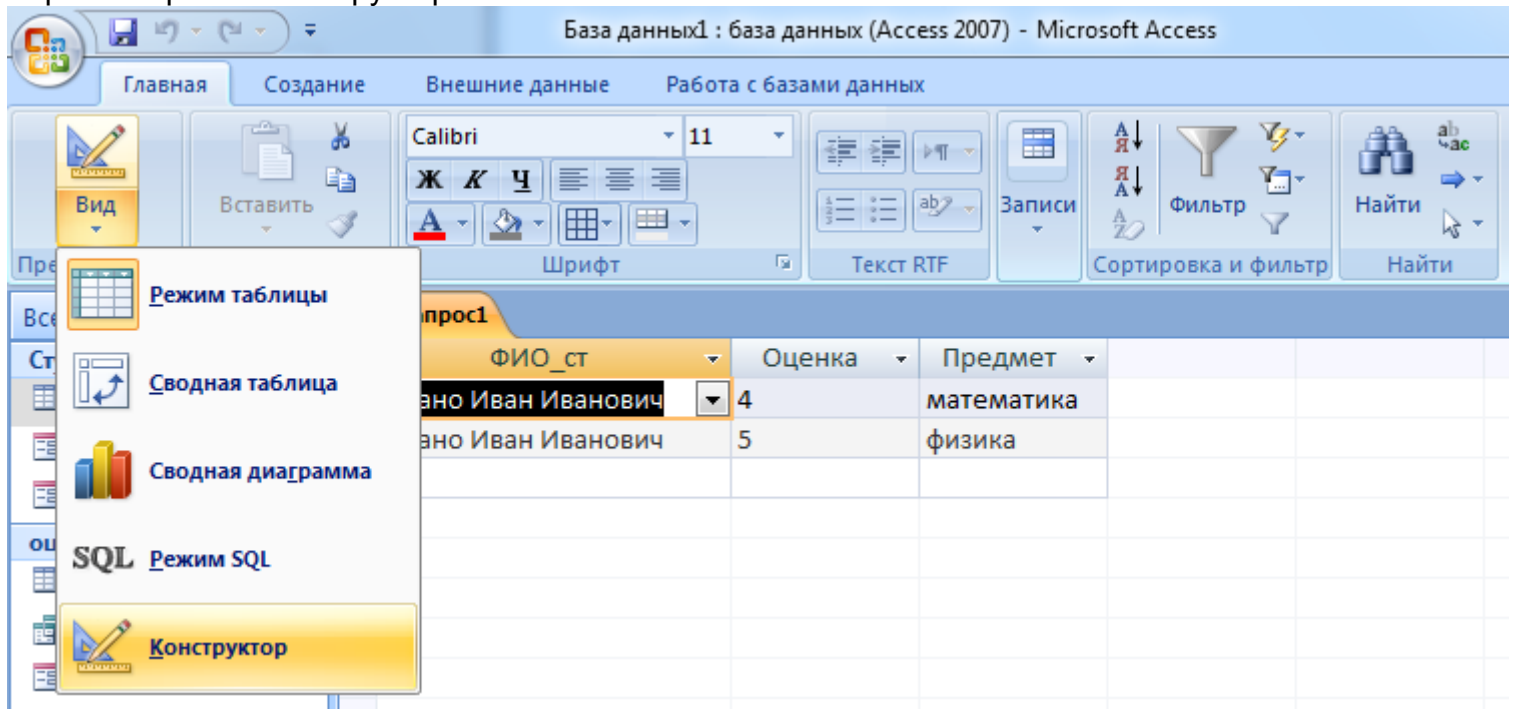 База данных1 : база данных (Access 2007) - Microsoft Access
Главная Создание Внешние данные Работа с базами данных
Calibri 11
Ж К Ч
Вид Вставить Записи Фильтр Найти
Шрифт Текст RTF Сортировка и фильтр Найти
Режим таблицы
Сводная таблица
Сводная диаграмма
SQL Режим SQL
Конструктор
ФИО_ст Оценка Предмет
Иван Иванович 4 математика
Иван Иванович 5 физика